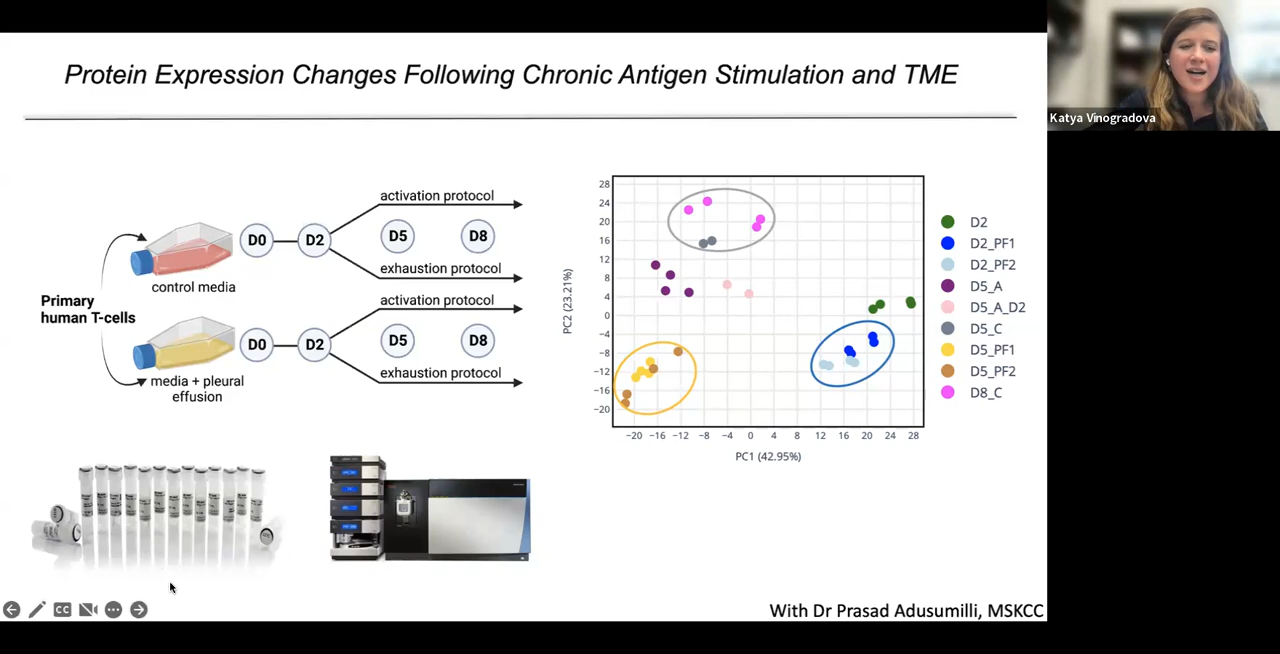 Protein Expression Changes Following Chronic Antigen Stimulation and TME
Katya Vinogradova
activation protocol
D0
D2
D5
D8
exhaustion protocol
control media
Primary
human T-cells
activation protocol
D0
D2
D5
D8
exhaustion protocol
media + pleural
effusion
PC2 (23.21%)
28
24
20
16
12
8
4
0
−4
−8
−12
−16
−20
−20 −16 −12 −8 −4 0 4 8 12 16 20 24 28
PC1 (42.95%)
D2
D2_PF1
D2_PF2
D5_A
D5_A_D2
D5_C
D5_PF1
D5_PF2
D8_C
CC
With Dr Prasad Adusumilli, MSKCC